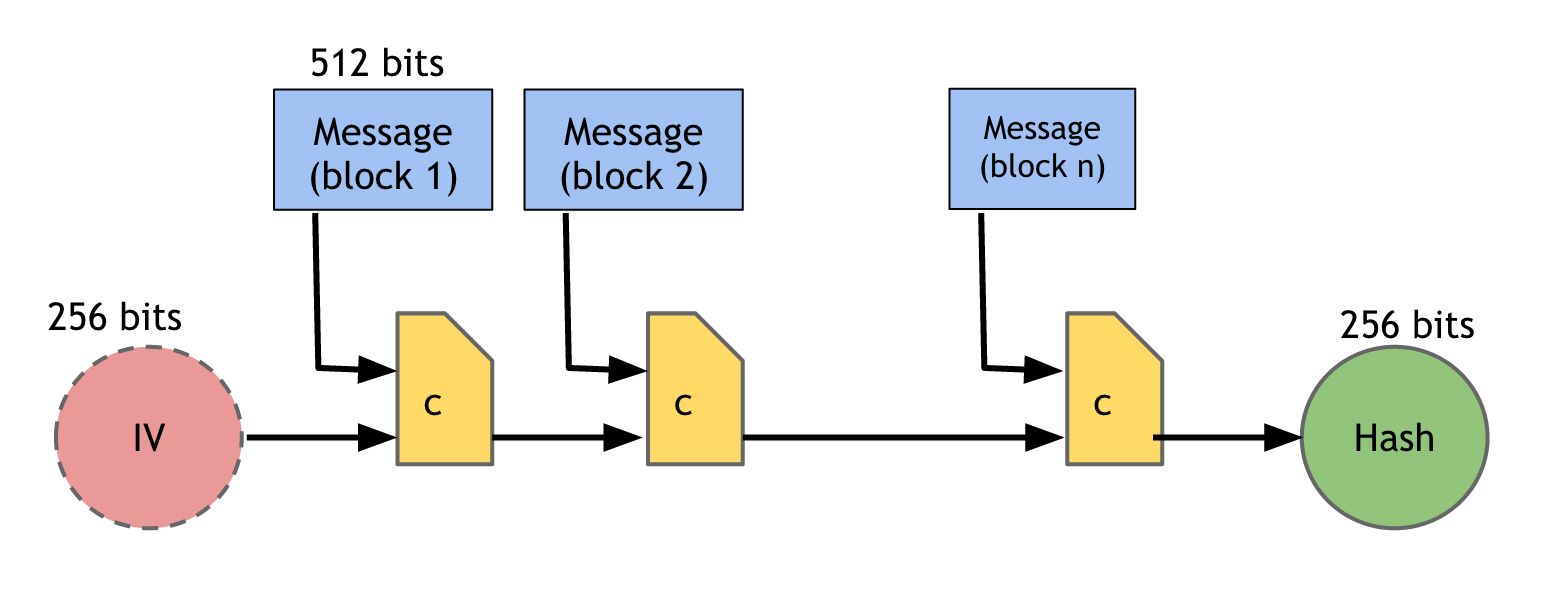 512 bits
Message
(block 1)
Message
(block 2)
Message
(block n)
256 bits
IV
c
c
c
256 bits
Hash